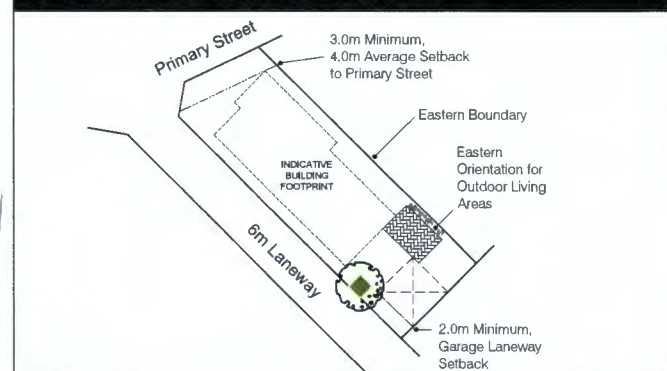 Primary Street
3.0m Minimum,
4.0m Average Setback
to Primary Street
Eastern Boundary
Eastern
Orientation for
Outdoor Living
Areas
INDICATIVE
BUILDING
FOOTPRINT
6m Laneway
2.0m Minimum,
Garage Laneway
Setback